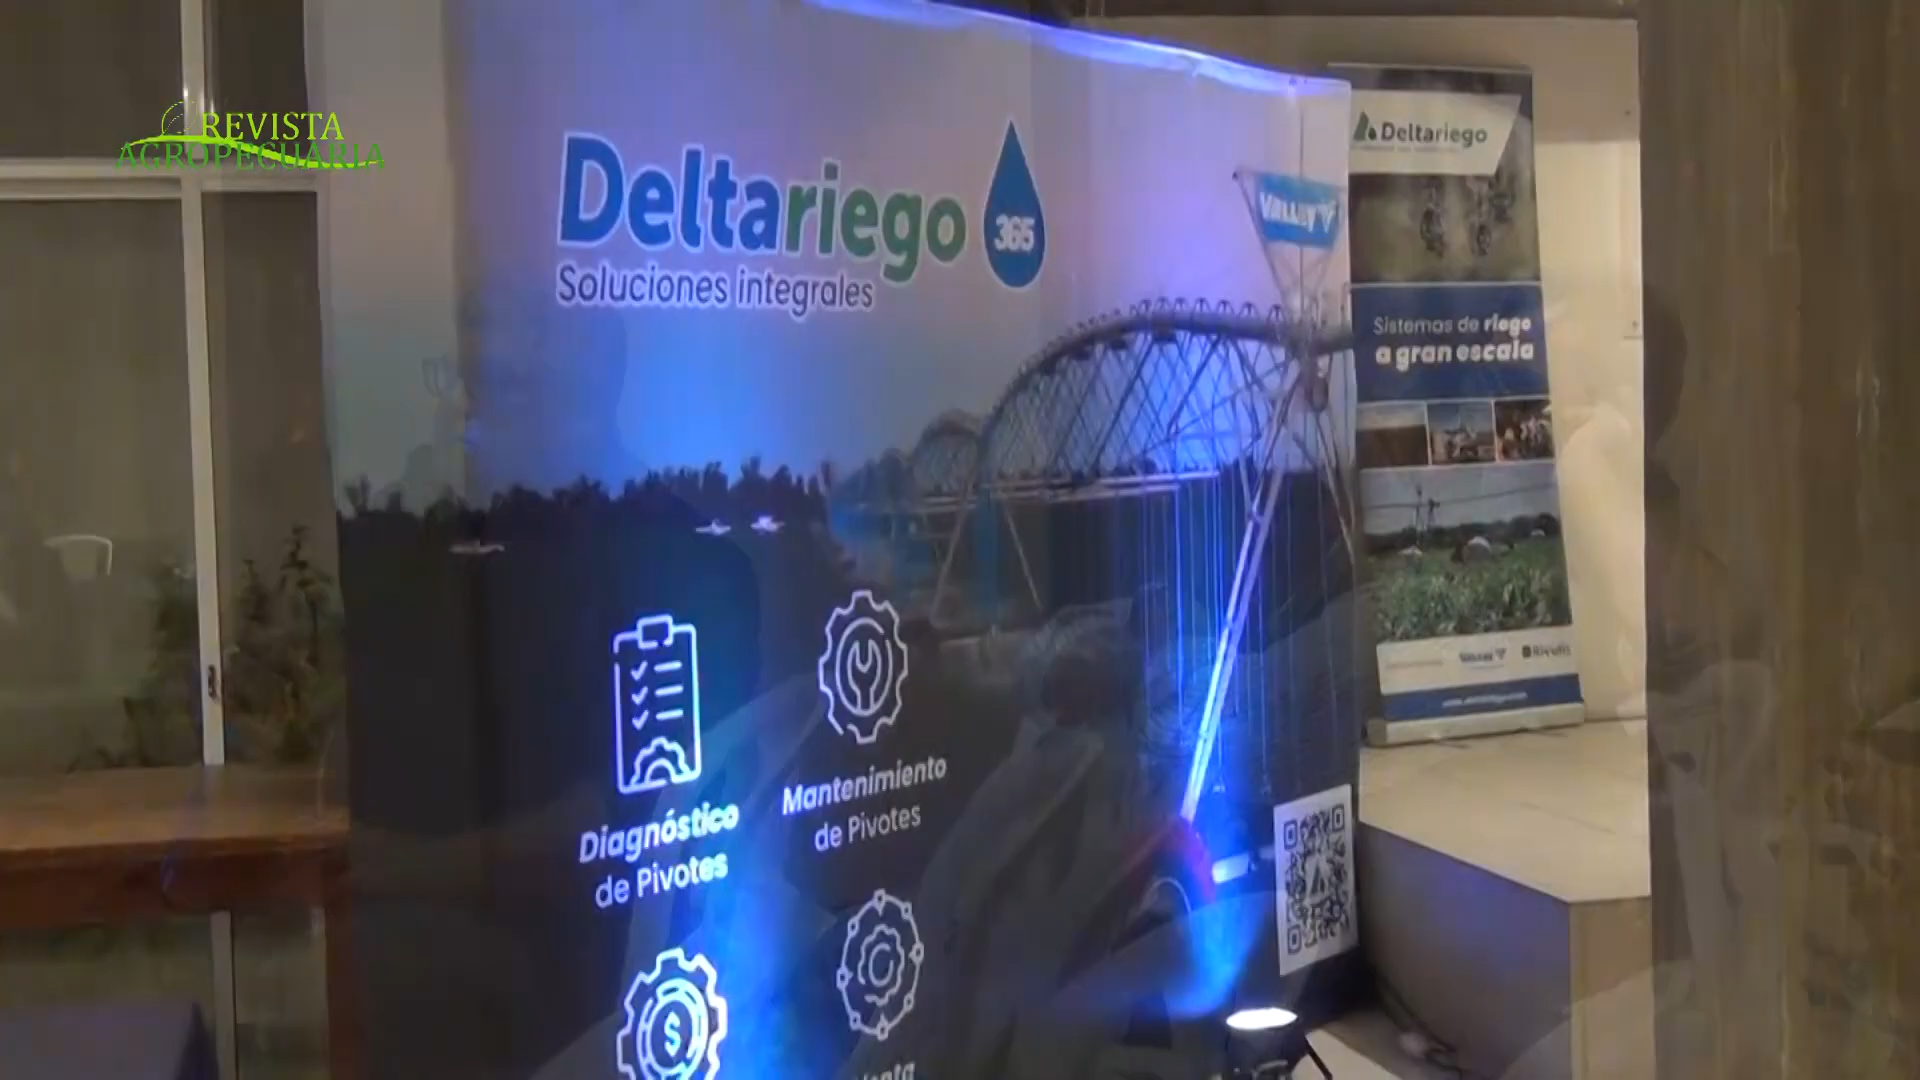 REVISTA
AGROPECUARIA
Deltariego
365
Soluciones integrales
VALLEY
Diagnóstico
de Pivotes
Mantenimiento
de Pivotes
Deltariego
Sistemas de riego
a gran escala